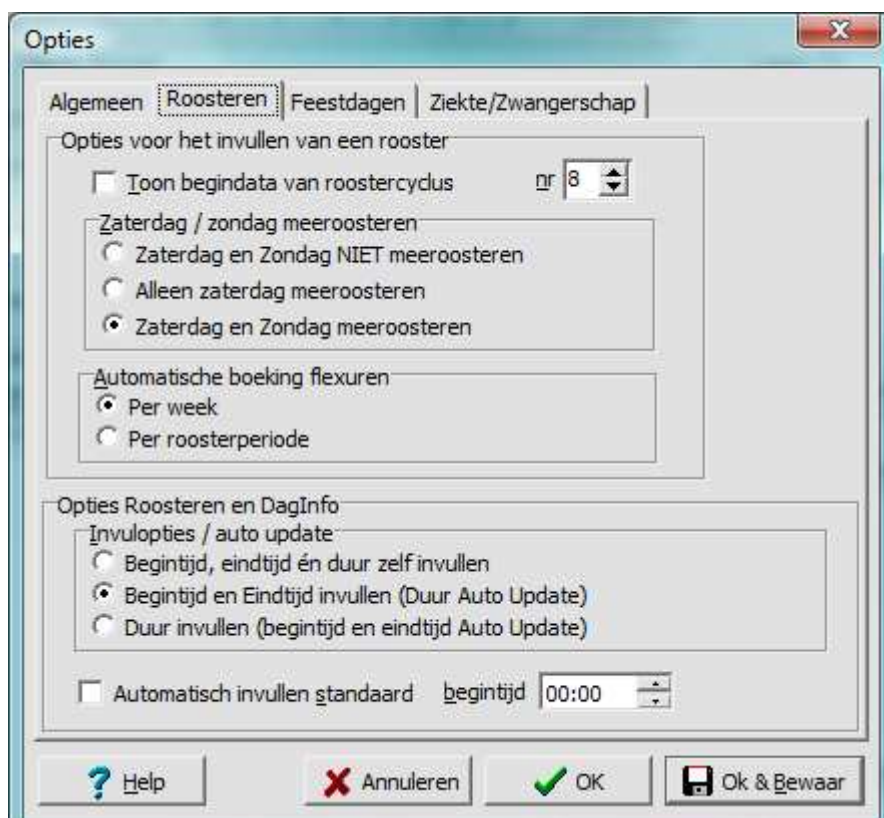 Opties
Algemeen Roosteren Feestdagen Ziekte/Zwangerschap
Opties voor het invullen van een rooster
Toon begindata van roostercyclus nr 8
Zaterdag / zondag meeroosteren
Zaterdag en Zondag NIET meeroosteren
Alleen zaterdag meeroosteren
Zaterdag en Zondag meeroosteren
Automatische boeking flexuren
Per week
Per roosterperiode
Opties Roosteren en DagInfo
Invulopties / auto update
Begintijd, eindtijd én duur zelf invullen
Begintijd en Eindtijd invullen (Duur Auto Update)
Duur invullen (begintijd en eindtijd Auto Update)
Automatisch invullen standaard begintijd 00:00
Help Annuleren OK Ok & Bewaar